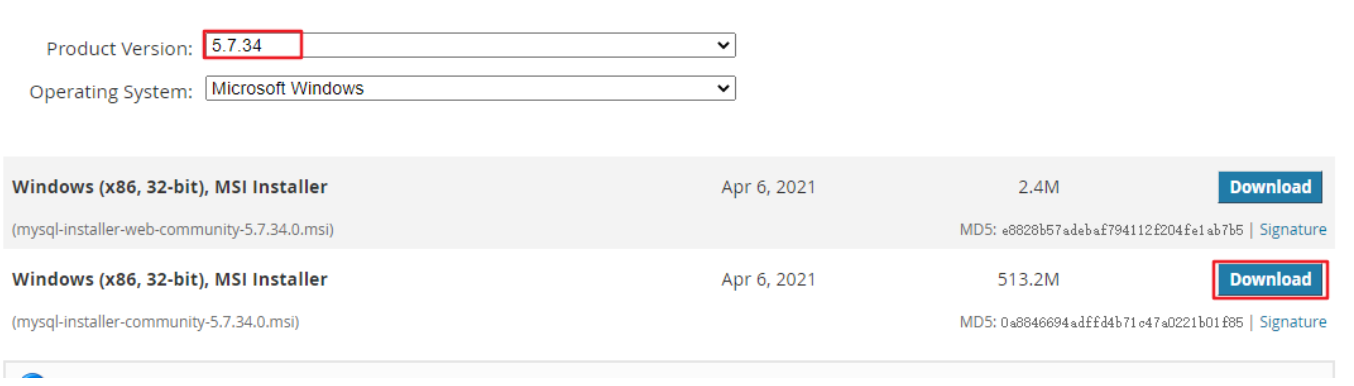 Product Version: 5.7.34
Operating System: Microsoft Windows
Windows (x86, 32-bit), MSI Installer Apr 6, 2021 2.4M Download
(mysql-installer-web-community-5.7.34.0.msi) MD5: e8828b57adebaf794112f204fe1ab7b5 | Signature
Windows (x86, 32-bit), MSI Installer Apr 6, 2021 513.2M Download
(mysql-installer-community-5.7.34.0.msi) MD5: 0a8846694adffd4b71c47a0221b01f85 | Signature